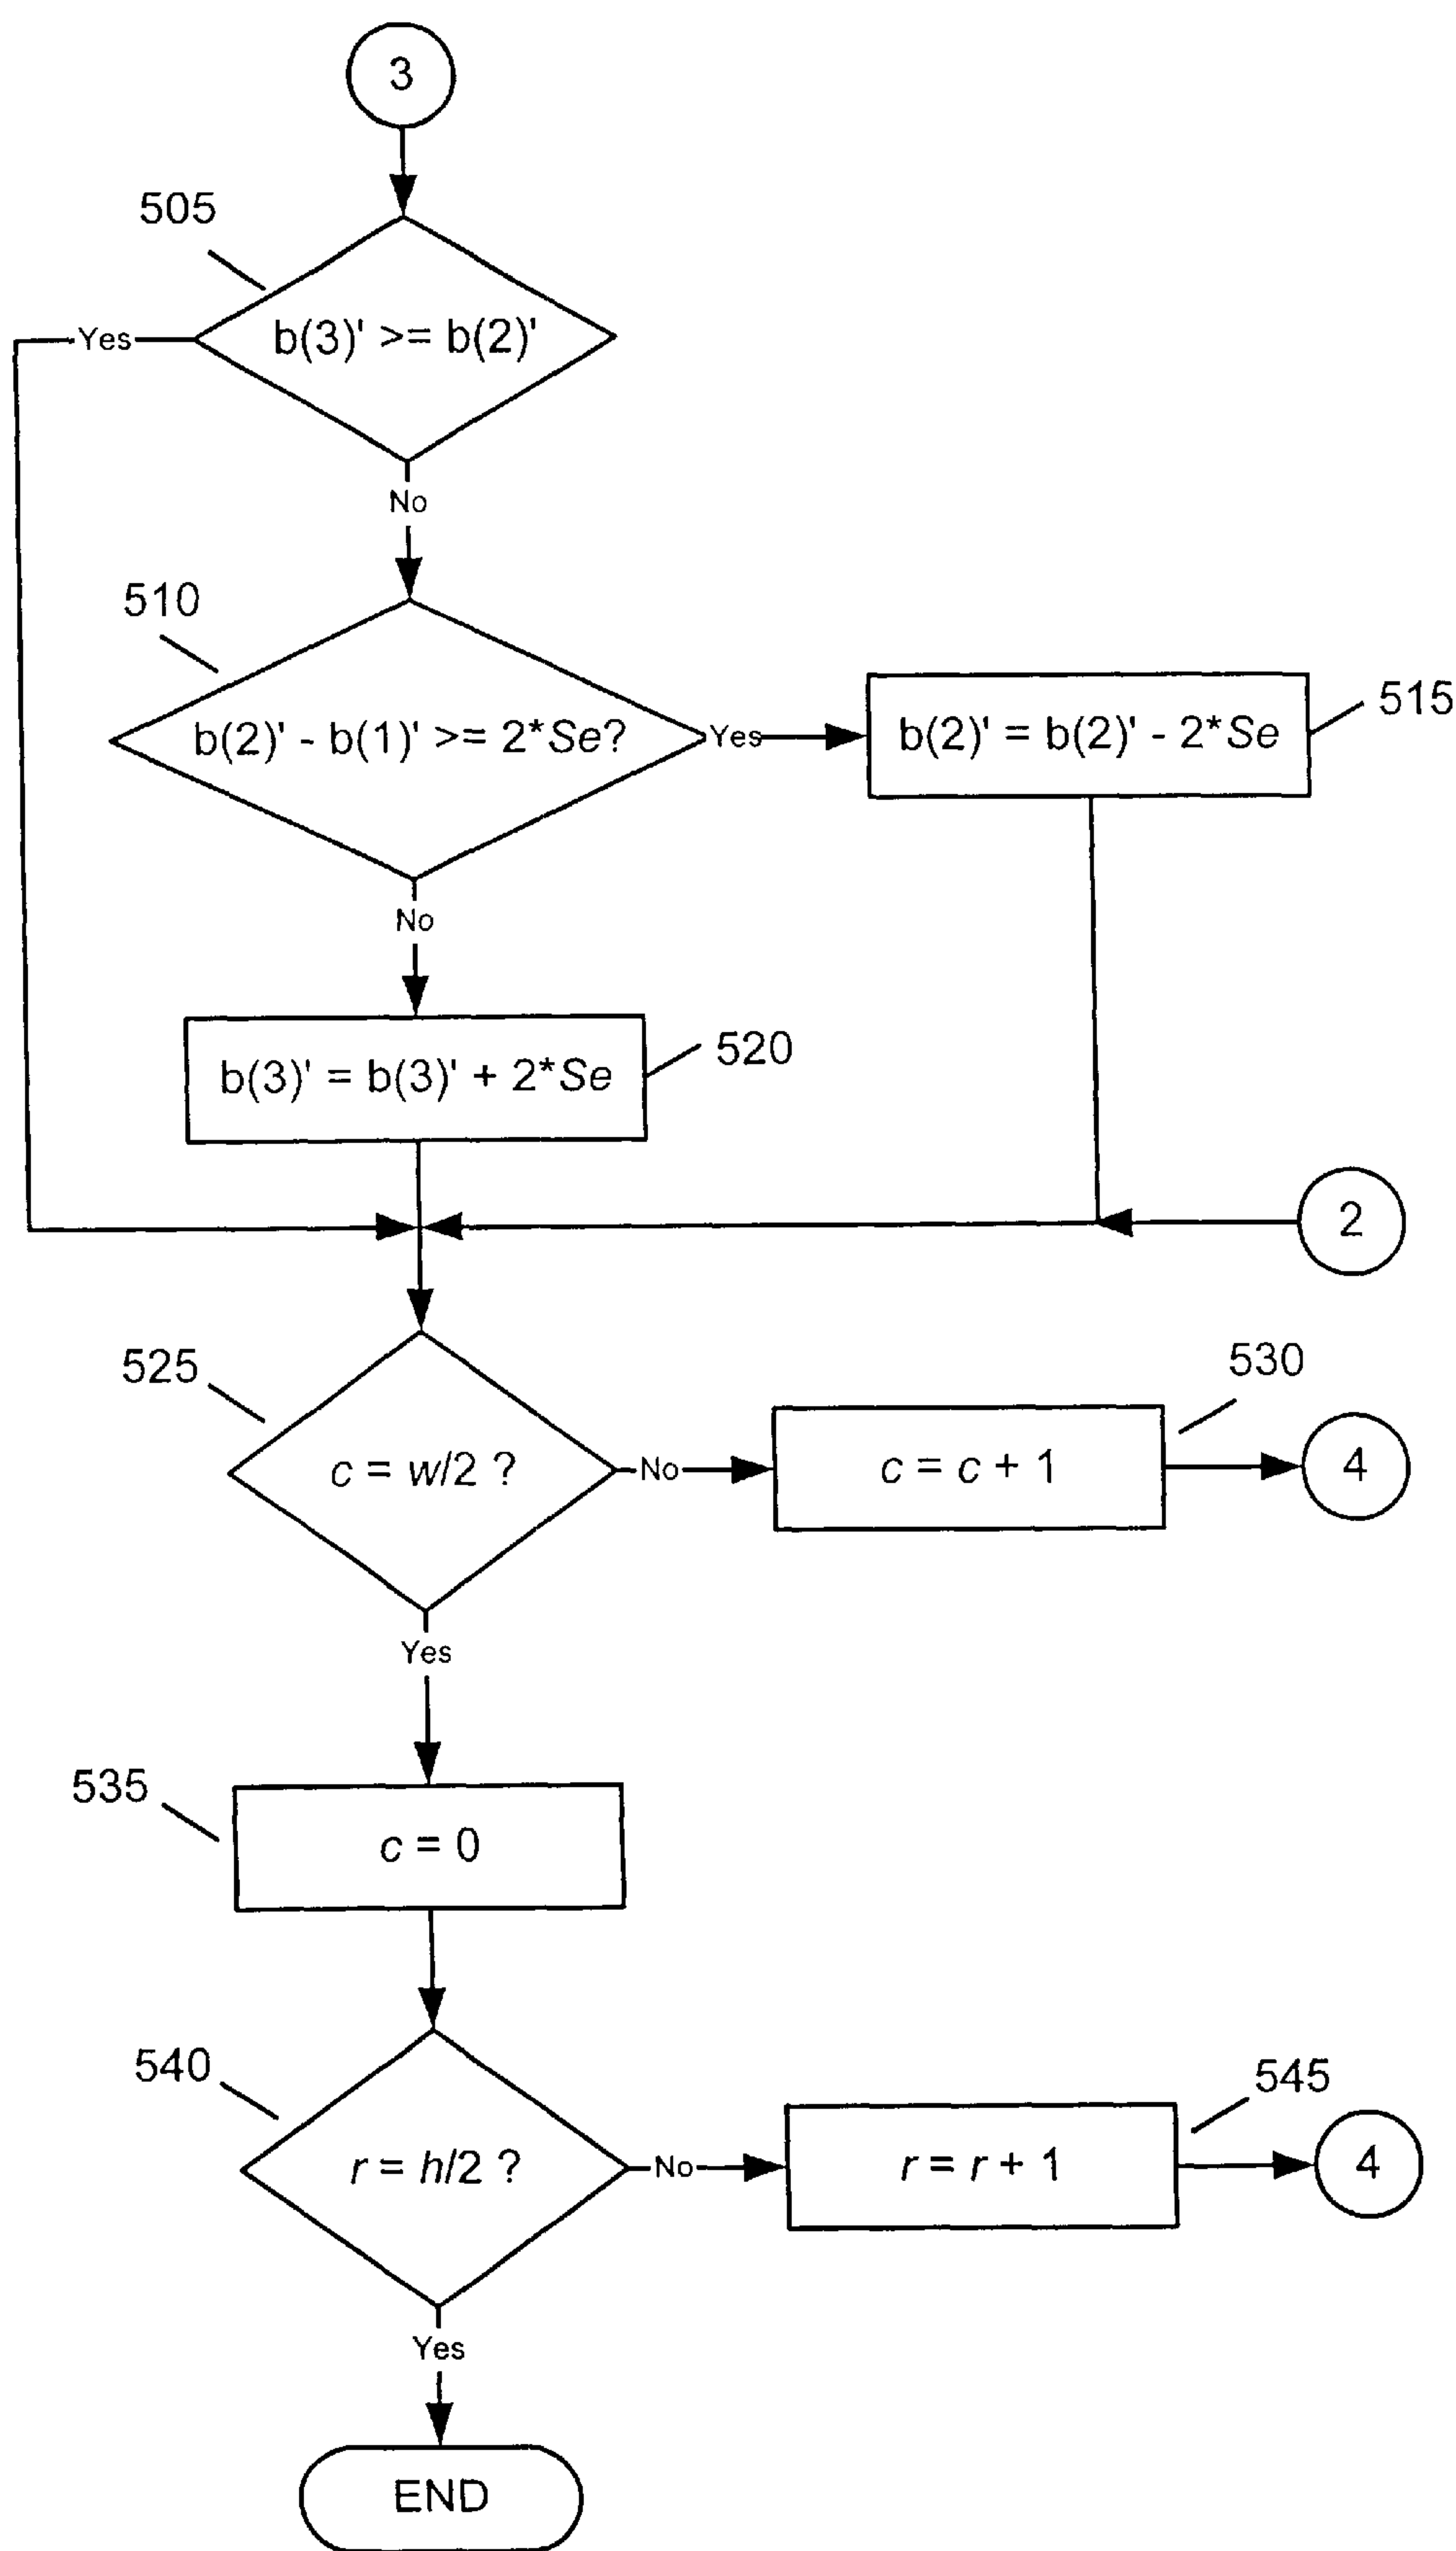 3
505
b(3)' >= b(2)'
Yes
No
510
b(2)' - b(1)' >= 2*Se?
Yes
b(2)' = b(2)' - 2*Se
515
No
b(3)' = b(3)' + 2*Se
520
2
525
530
c = w/2 ?
No
c = c + 1
4
Yes
535
c = 0
540
545
r = h/2 ?
No
r = r + 1
4
Yes
END